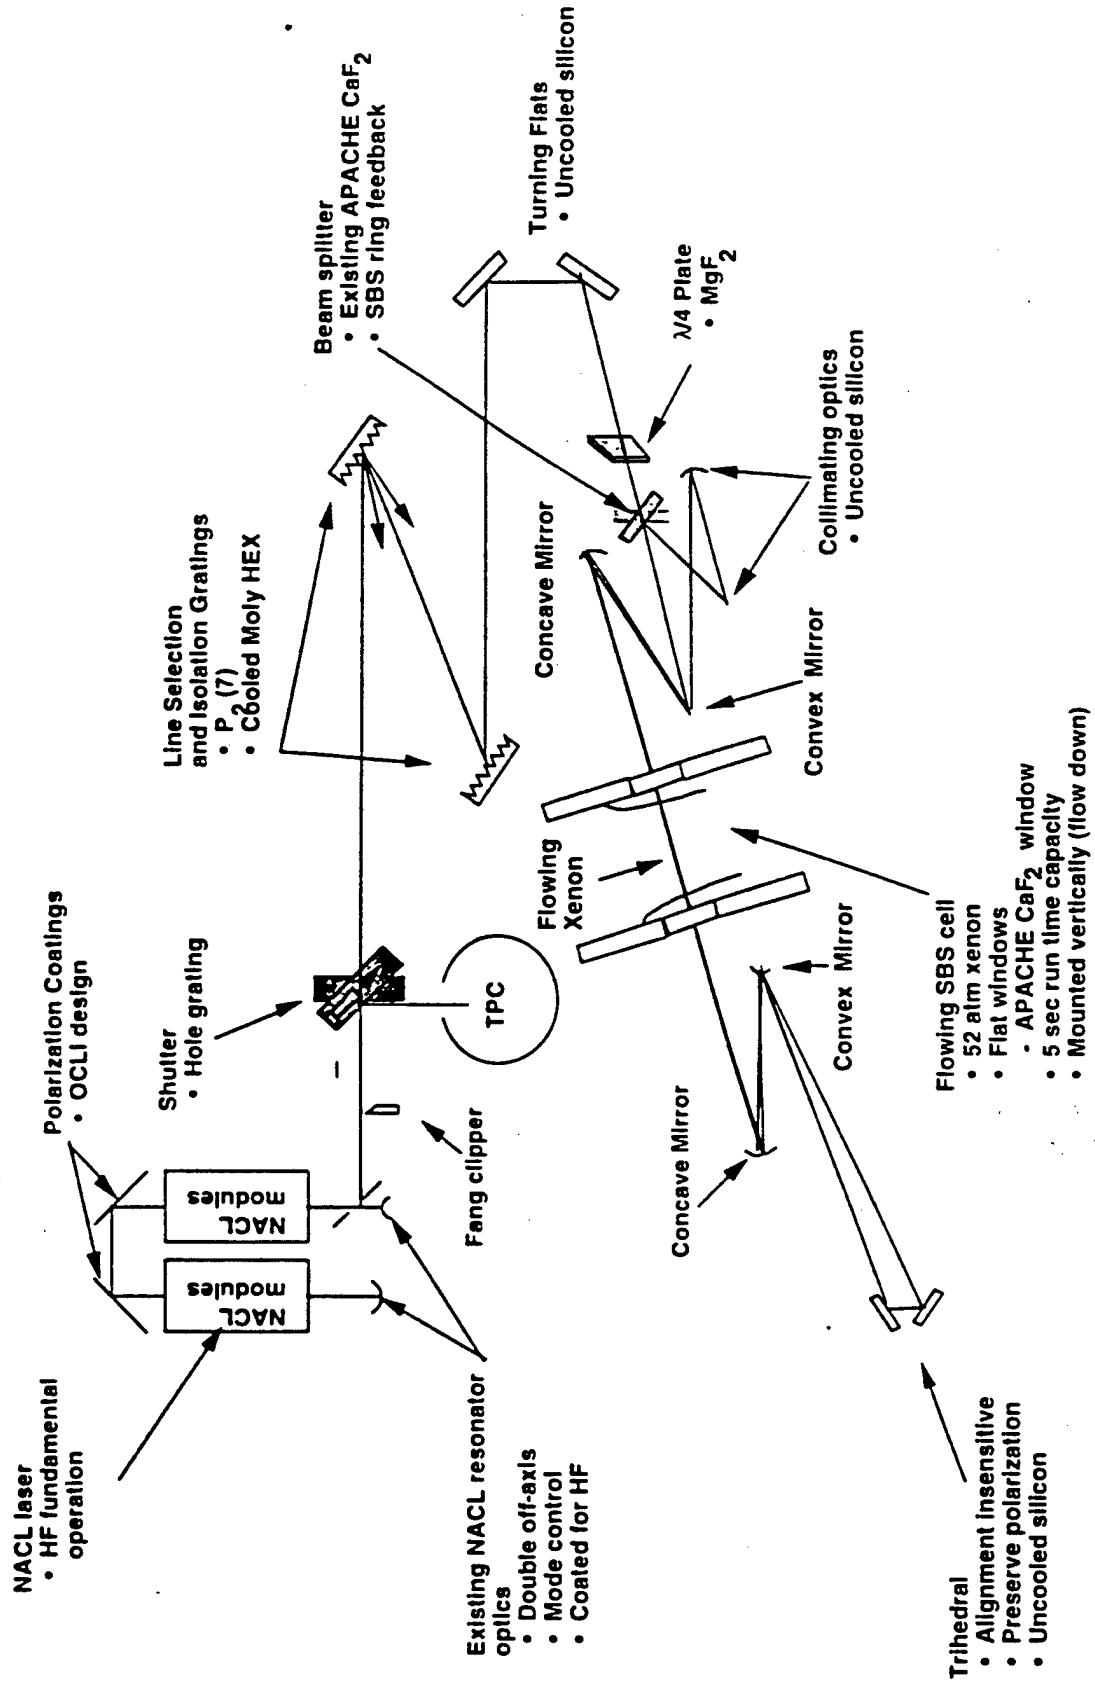 NACL laser
• HF fundamental
operation
NACL
modules
NACL
modules
Polarization Coatings
• OCLI design
Shutter
• Hole grating
Line Selection
and Isolation Gratings
• P2 (7)
• Cooled Moly HEX
Beam splitter
• Existing APACHE CaF2
• SBS ring feedback
Existing NACL resonator
optics
• Double off-axis
• Mode control
• Coated for HF
Fang clipper
TPC
Turning Flats
• Uncooled silicon
Flowing
Xenon
Concave Mirror
λ/4 Plate
• MgF2
Concave Mirror
Convex Mirror
Convex Mirror
Collimating optics
• Uncooled silicon
Trihedral
• Alignment insensitive
• Preserve polarization
• Uncooled silicon
Flowing SBS cell
• 52 atm xenon
• Flat windows
- APACHE CaF2 window
• 5 sec run time capacity
• Mounted vertically (flow down)